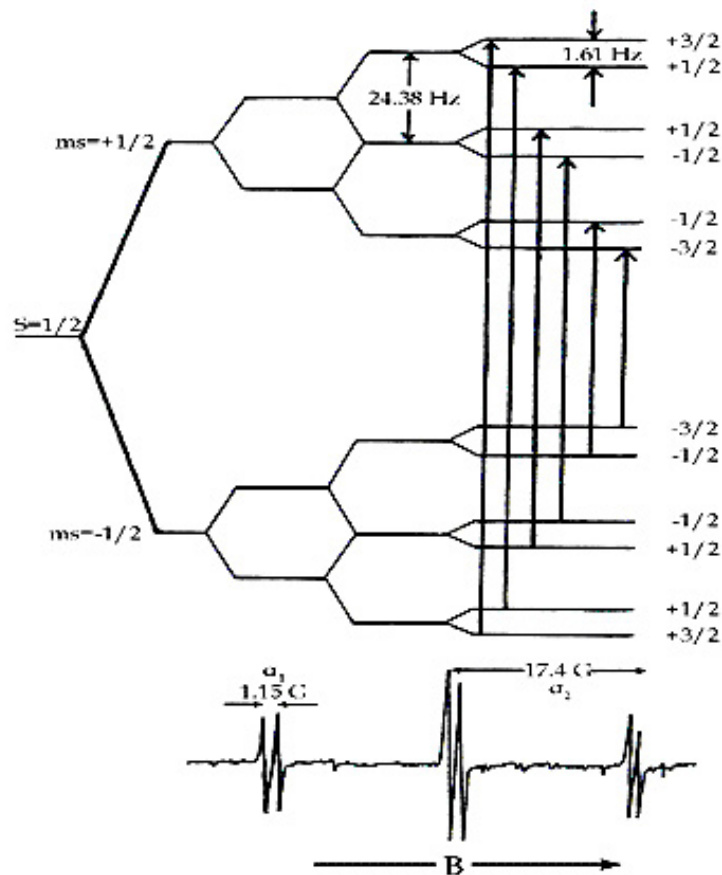 +3/2
1.61 Hz
+1/2
24.38 Hz
ms=+1/2
+1/2
-1/2
-1/2
-3/2
S=1/2
-3/2
-1/2
ms=-1/2
-1/2
+1/2
+1/2
+3/2
a₁
1.15 G
17.4 G
a₂
B